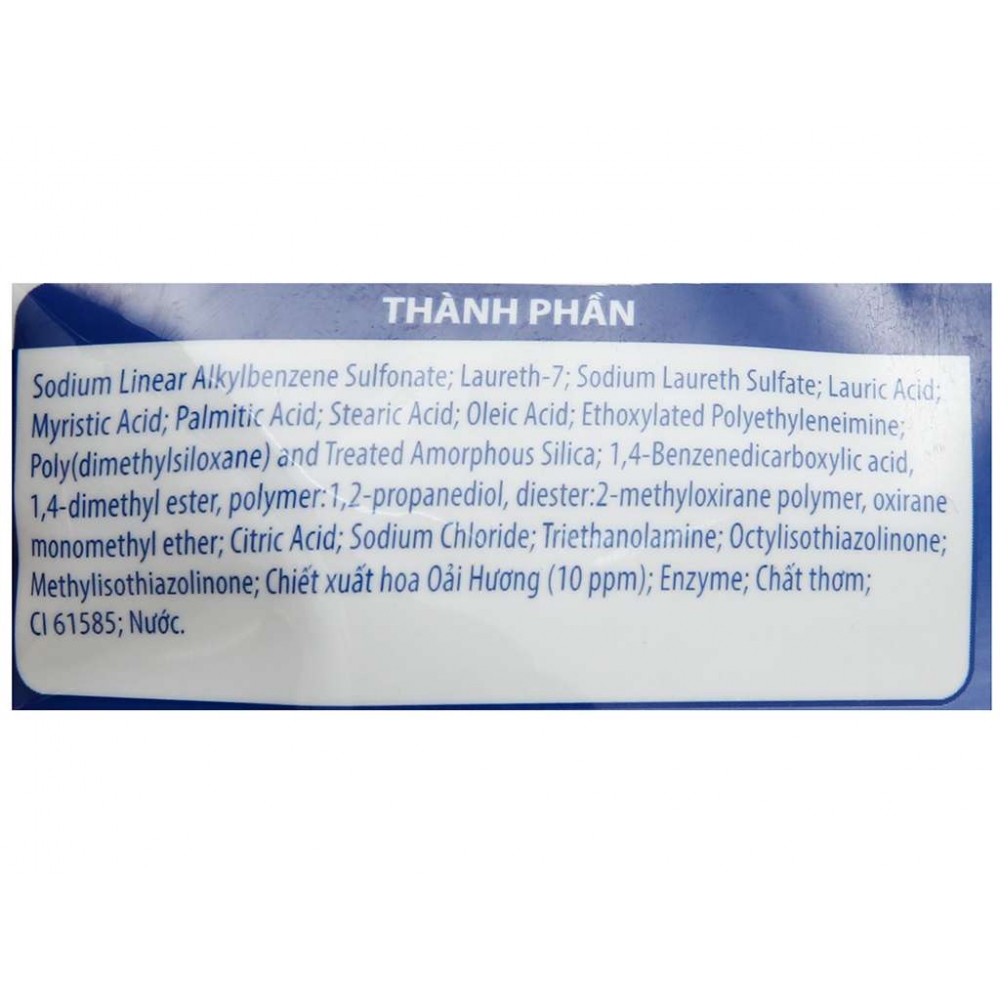 THÀNH PHẦN
Sodium Linear Alkylbenzene Sulfonate; Laureth-7; Sodium Laureth Sulfate; Lauric Acid;
Myristic Acid; Palmitic Acid; Stearic Acid; Oleic Acid; Ethoxylated Polyethyleneimine;
Poly(dimethylsiloxane) and Treated Amorphous Silica; 1,4-Benzenedicarboxylic acid,
1,4-dimethyl ester, polymer:1,2-propanediol, diester:2-methyloxirane polymer, oxirane
monomethyl ether; Citric Acid; Sodium Chloride; Triethanolamine; Octylisothiazolinone;
Methylisothiazolinone; Chiết xuất hoa Oải Hương (10 ppm); Enzyme; Chất thơm;
CI 61585; Nước.